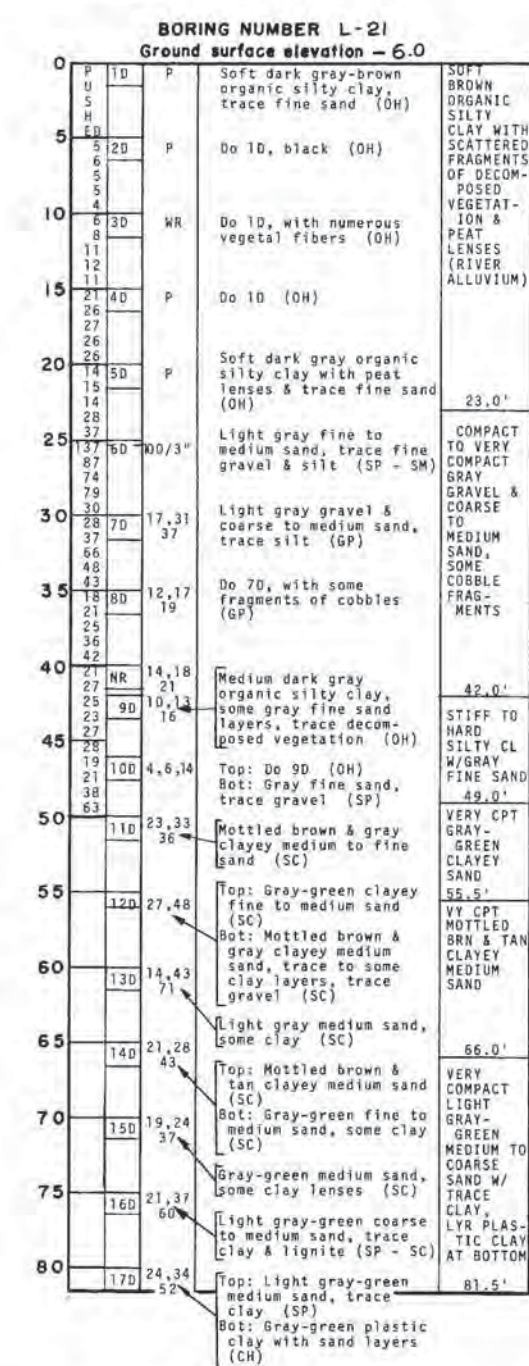 BORING NUMBER L-21
Ground surface elevation - 6.0
0
5
10
15
20
25
30
35
40
45
50
55
60
65
70
75
80
P
U
S
H
ED
5
6
5
5
4
6
8
11
12
11
21
26
27
26
26
14
15
14
28
37
137
87
74
79
30
28
37
66
48
43
18
21
25
36
42
21
27
25
23
27
28
19
21
38
63
1D
2D
3D
4D
5D
6D
7D
8D
NR
9D
10D
11D
12D
13D
14D
15D
16D
17D
P
P
WR
P
P
100/3"
17,31
37
12,17
19
14,18
21
10,13
16
4,6,14
23,33
36
27,48
14,43
71
21,28
43
19,24
37
21,37
60
24,34
52
Soft dark gray-brown
organic silty clay,
trace fine sand (OH)
Do 1D, black (OH)
Do 1D, with numerous
vegetal fibers (OH)
Do 1D (OH)
Soft dark gray organic
silty clay with peat
lenses & trace fine sand
(OH)
Light gray fine to
medium sand, trace fine
gravel & silt (SP - SM)
Light gray gravel &
coarse to medium sand,
trace silt (GP)
Do 7D, with some
fragments of cobbles
(GP)
Medium dark gray
organic silty clay,
some gray fine sand
layers, trace decom-
posed vegetation (OH)
Top: Do 9D (OH)
Bot: Gray fine sand,
trace gravel (SP)
Mottled brown & gray
clayey medium to fine
sand (SC)
Top: Gray-green clayey
fine to medium sand
(SC)
Bot: Mottled brown &
gray clayey medium
sand, trace to some
clay layers, trace
gravel (SC)
Light gray medium sand,
some clay (SC)
Top: Mottled brown &
tan clayey medium sand
(SC)
Bot: Gray-green fine to
medium sand, some clay
(SC)
Gray-green medium sand,
some clay lenses (SC)
Light gray-green coarse
to medium sand, trace
clay & lignite (SP - SC)
Top: Light gray-green
medium sand, trace
clay (SP)
Bot: Gray-green plastic
clay with sand layers
(CH)
SOFT
BROWN
ORGANIC
SILTY
CLAY WITH
SCATTERED
FRAGMENTS
OF DECOM-
POSED
VEGETAT-
ION &
PEAT
LENSES
(RIVER
ALLUVIUM)
23.0'
COMPACT
TO VERY
COMPACT
GRAY
GRAVEL &
COARSE
TO
MEDIUM
SAND,
SOME
COBBLE
FRAG-
MENTS
42.0'
STIFF TO
HARD
SILTY CL
W/GRAY
FINE SAND
49.0'
VERY CPT
GRAY-
GREEN
CLAYEY
SAND
55.5'
VY CPT
MOTTLED
BRN & TAN
CLAYEY
MEDIUM
SAND
66.0'
VERY
COMPACT
LIGHT
GRAY-
GREEN
MEDIUM TO
COARSE
SAND W/
TRACE
CLAY,
LYR PLAS-
TIC CLAY
AT BOTTOM
81.5'